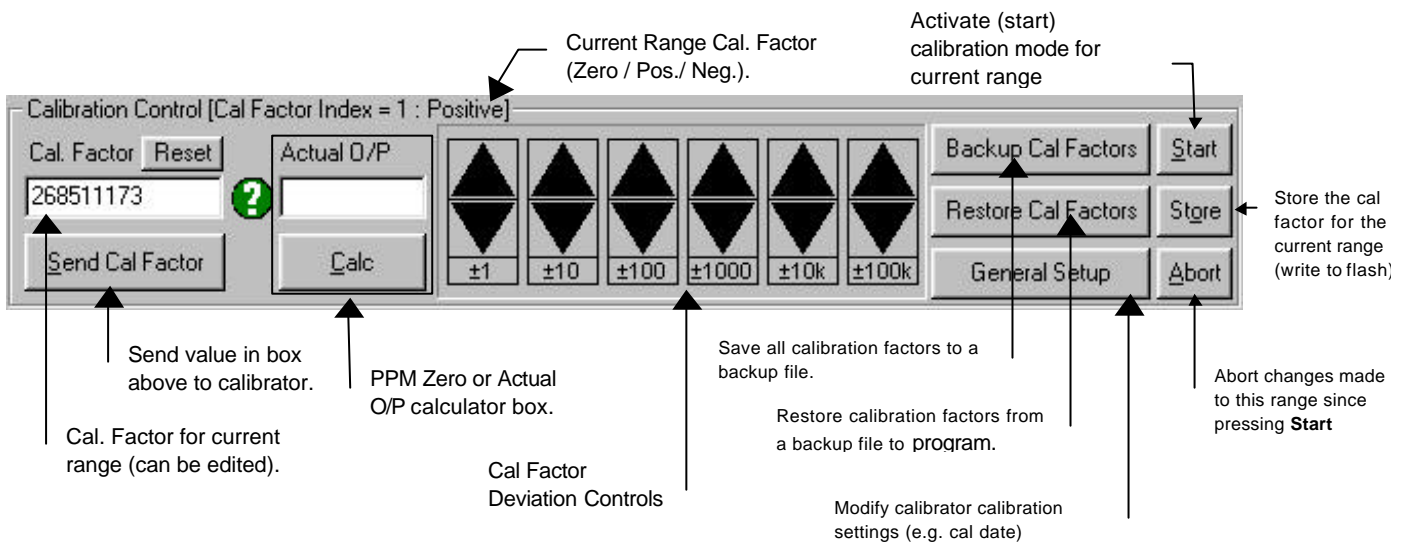 Activate (start)
calibration mode for
current range
Current Range Cal. Factor
(Zero / Pos./ Neg.).
Calibration Control [Cal Factor Index = 1 : Positive]
Cal. Factor Reset
Actual O/P
268511173
?
Send Cal Factor
Calc
±1 ±10 ±100 ±1000 ±10k ±100k
Backup Cal Factors Start
Restore Cal Factors Store
General Setup Abort
Store the cal
factor for the
current range
(write to flash)
Send value in box
above to calibrator.
PPM Zero or Actual
O/P calculator box.
Save all calibration factors to a
backup file.
Abort changes made
to this range since
pressing Start
Cal. Factor for current
range (can be edited).
Restore calibration factors from
a backup file to program.
Cal Factor
Deviation Controls
Modify calibrator calibration
settings (e.g. cal date)